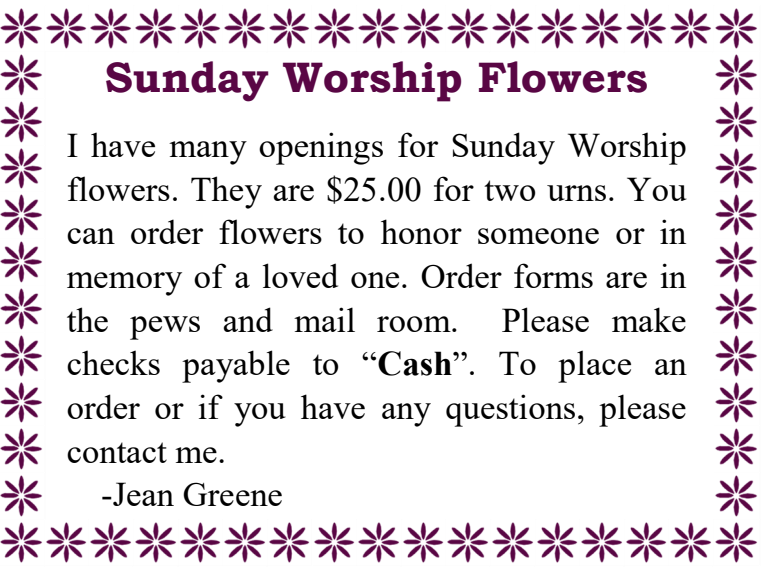 Sunday Worship Flowers
I have many openings for Sunday Worship
flowers. They are $25.00 for two urns. You
can order flowers to honor someone or in
memory of a loved one. Order forms are in
the pews and mail room.  Please make
checks payable to “Cash”. To place an
order or if you have any questions, please
contact me.
-Jean Greene